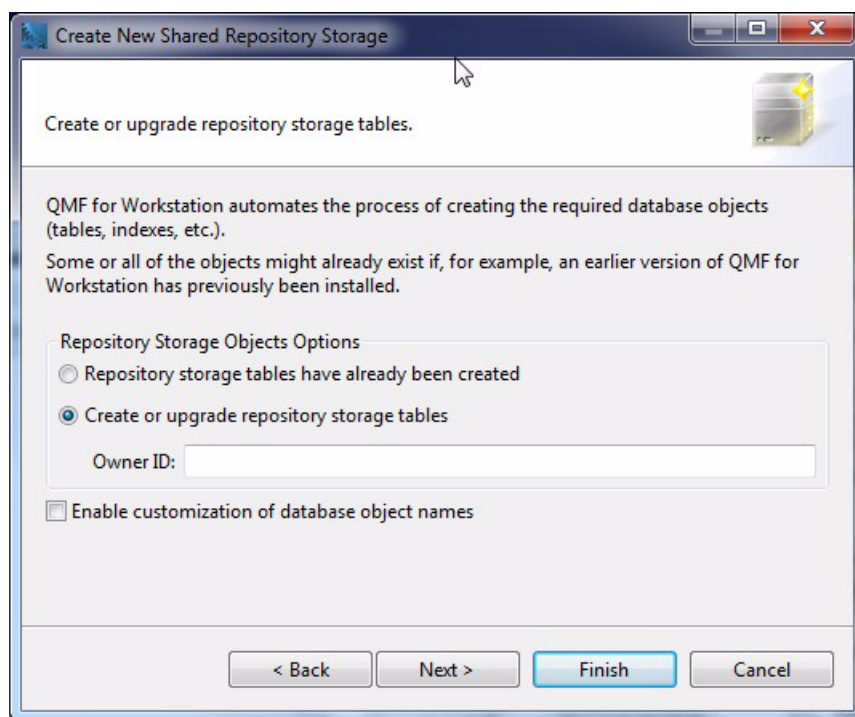 Create New Shared Repository Storage
Create or upgrade repository storage tables.
QMF for Workstation automates the process of creating the required database objects
(tables, indexes, etc.).
Some or all of the objects might already exist if, for example, an earlier version of QMF for
Workstation has previously been installed.
Repository Storage Objects Options
Repository storage tables have already been created
Create or upgrade repository storage tables
Owner ID:
Enable customization of database object names
< Back Next > Finish Cancel